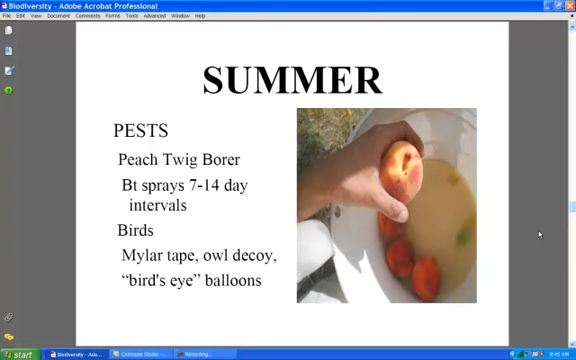 Biodiversity - Adobe Acrobat Professional
File Edit View Document Comments Forms Tools Advanced Window Help
SUMMER
PESTS
Peach Twig Borer
Bt sprays 7-14 day
intervals
Birds
Mylar tape, owl decoy,
“bird's eye” balloons
start
Biodiversity - Ado...
Camtasia Studio -...
Recording...
9:40 AM